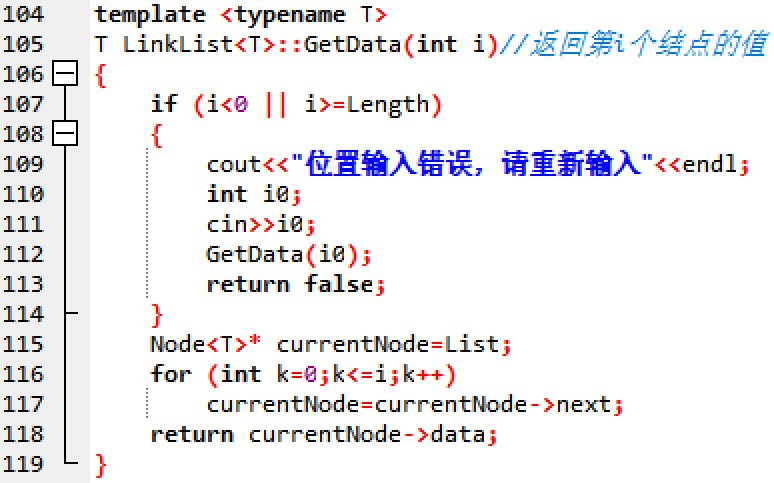 104 template <typename T>
105 T LinkList<T>::GetData(int i)//返回第i个结点的值
106 {
107     if (i<0 || i>=Length)
108     {
109         cout<<"位置输入错误，请重新输入"<<endl;
110         int i0;
111         cin>>i0;
112         GetData(i0);
113         return false;
114     }
115     Node<T>* currentNode=List;
116     for (int k=0;k<=i;k++)
117         currentNode=currentNode->next;
118     return currentNode->data;
119 }